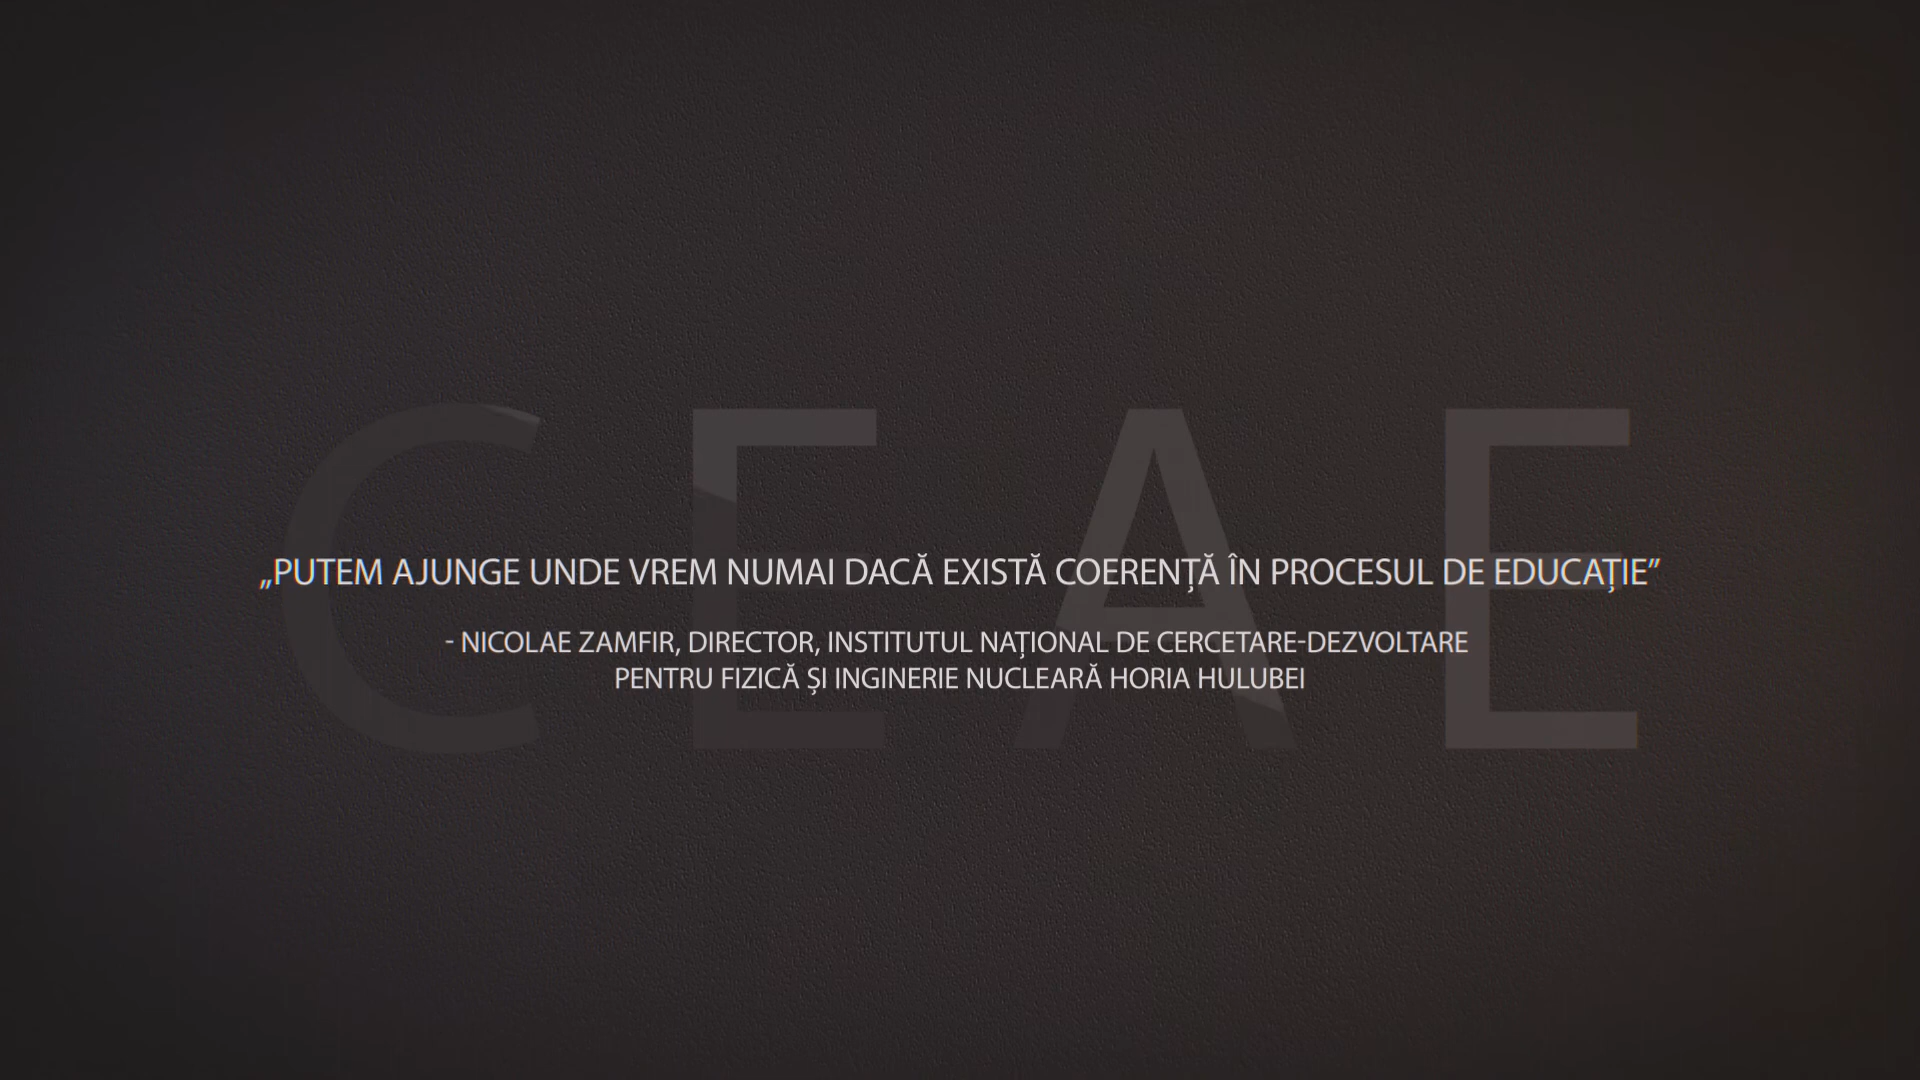 C E A E
„PUTEM AJUNGE UNDE VREM NUMAI DACĂ EXISTĂ COERENȚĂ ÎN PROCESUL DE EDUCAȚIE”
- NICOLAE ZAMFIR, DIRECTOR, INSTITUTUL NAȚIONAL DE CERCETARE-DEZVOLTARE
PENTRU FIZICĂ ȘI INGINERIE NUCLEARĂ HORIA HULUBEI